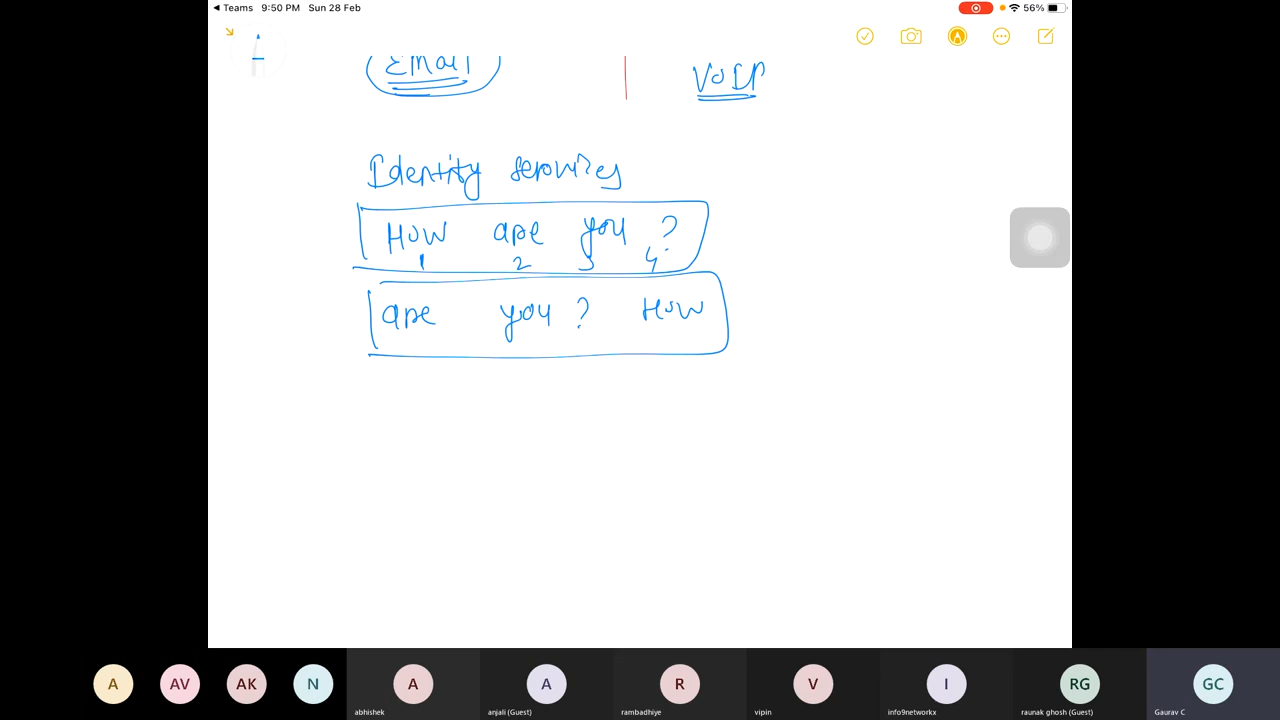 Teams 9:50 PM Sun 28 Feb 56%
Email VOIP
Identity services
How are you ?
1 2 3 4
are you ? How
A AV AK N A A R V I RG GC
abhishek anjali (Guest) rambadhiye vipin info9networkx raunak ghosh (Guest) Gaurav C